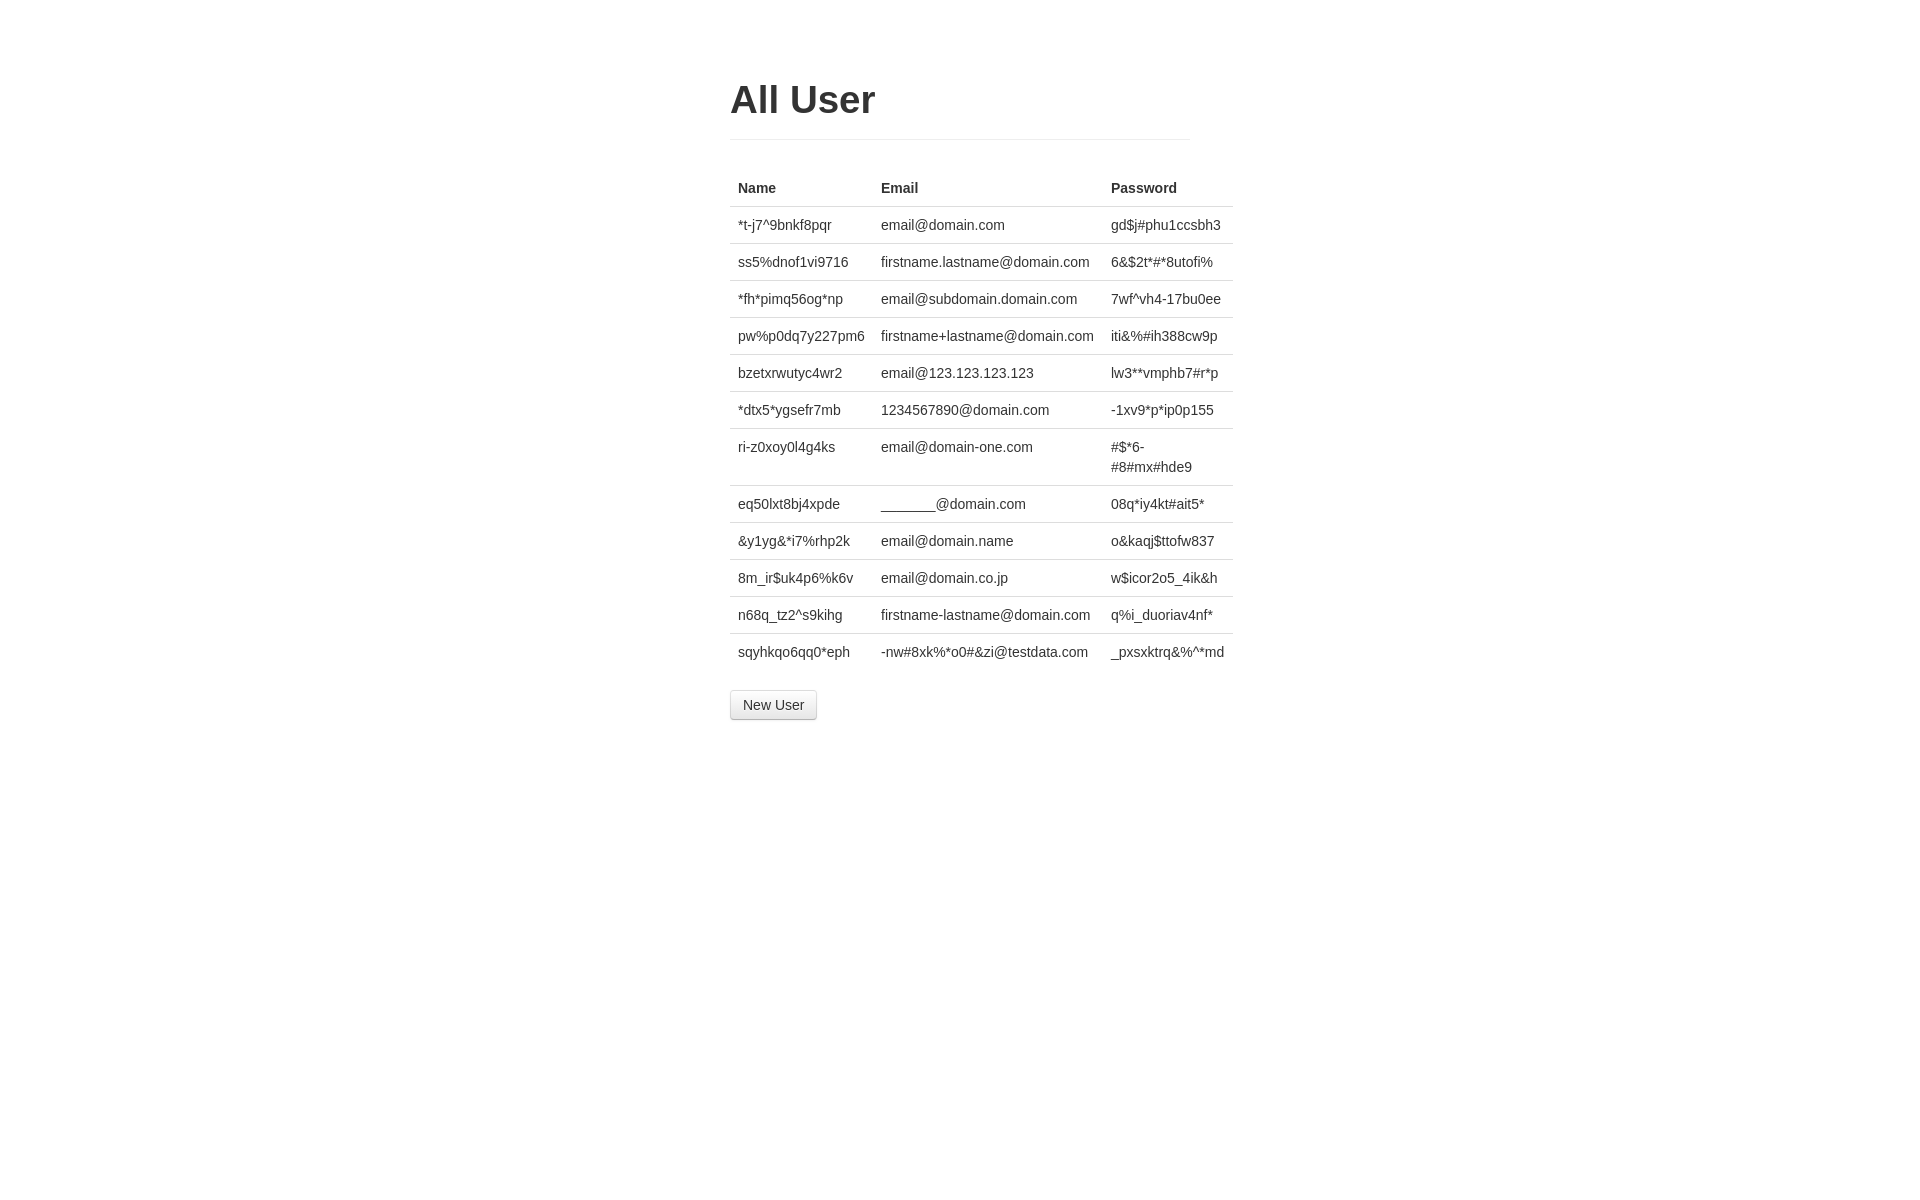 All User
Name Email Password
*t-j7^9bnkf8pqr email@domain.com gd$j#phu1ccsbh3
ss5%dnof1vi9716 firstname.lastname@domain.com 6&$2t*#*8utofi%
*fh*pimq56og*np email@subdomain.domain.com 7wf^vh4-17bu0ee
pw%p0dq7y227pm6 firstname+lastname@domain.com iti&%#ih388cw9p
bzetxrwutyc4wr2 email@123.123.123.123 lw3**vmphb7#r*p
*dtx5*ygsefr7mb 1234567890@domain.com -1xv9*p*ip0p155
ri-z0xoy0l4g4ks email@domain-one.com #$*6-
#8#mx#hde9
eq50lxt8bj4xpde _______@domain.com 08q*iy4kt#ait5*
&y1yg&*i7%rhp2k email@domain.name o&kaqj$ttofw837
8m_ir$uk4p6%k6v email@domain.co.jp w$icor2o5_4ik&h
n68q_tz2^s9kihg firstname-lastname@domain.com q%i_duoriav4nf*
sqyhkqo6qq0*eph -nw#8xk%*o0#&zi@testdata.com _pxsxktrq&%^*md
New User